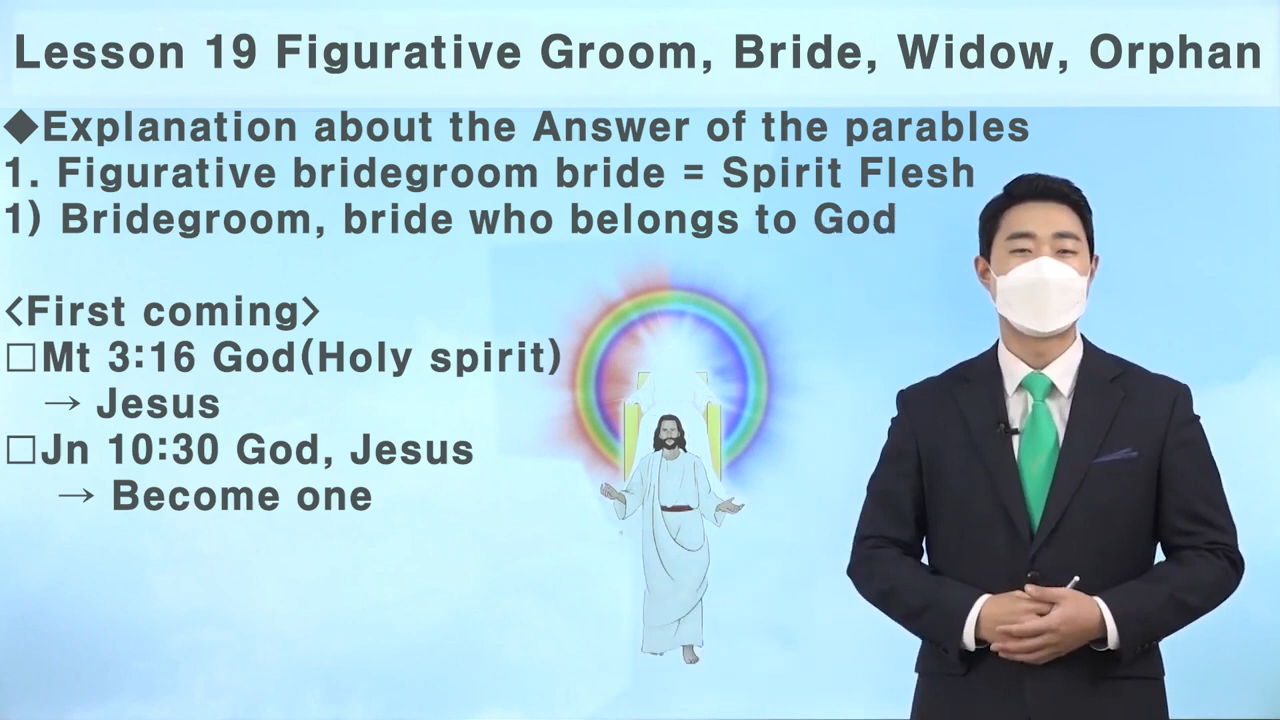 Lesson 19 Figurative Groom, Bride, Widow, Orphan
◆Explanation about the Answer of the parables
1. Figurative bridegroom bride = Spirit Flesh
1) Bridegroom, bride who belongs to God
<First coming>
□Mt 3:16 God(Holy spirit)
→ Jesus
□Jn 10:30 God, Jesus
→ Become one